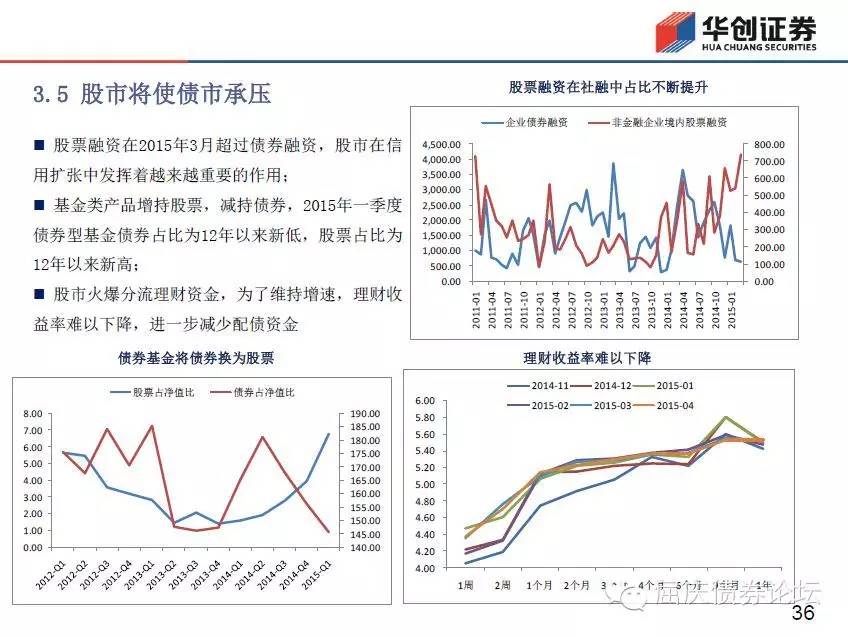 华创证券
HUA CHUANG SECURITIES
3.5 股市将使债市承压
■ 股票融资在2015年3月超过债券融资，股市在信
用扩张中发挥着越来越重要的作用；
■ 基金类产品增持股票，减持债券，2015年一季度
债券型基金债券占比为12年以来新低，股票占比为
12年以来新高；
■ 股市火爆分流理财资金，为了维持增速，理财收
益率难以下降，进一步减少配债资金
股票融资在社融中占比不断提升
企业债券融资 非金融企业境内股票融资
4,500.00 800.00
4,000.00 700.00
3,500.00 600.00
3,000.00 500.00
2,500.00 400.00
2,000.00 300.00
1,500.00 200.00
1,000.00 100.00
500.00 0.00
0.00
2011-01 2011-04 2011-07 2011-10 2012-01 2012-04 2012-07 2012-10 2013-01 2013-04 2013-07 2013-10 2014-01 2014-04 2014-07 2014-10 2015-01
债券基金将债券换为股票
股票占净值比 债券占净值比
8.00 190.00
7.00 185.00
6.00 180.00
5.00 175.00
4.00 170.00
3.00 165.00
2.00 160.00
1.00 155.00
0.00 150.00
145.00
140.00
2012-Q1 2012-Q2 2012-Q3 2012-Q4 2013-Q1 2013-Q2 2013-Q3 2013-Q4 2014-Q1 2014-Q2 2014-Q3 2014-Q4 2015-Q1
理财收益率难以下降
2014-11 2014-12 2015-01
2015-02 2015-03 2015-04
6.00
5.80
5.60
5.40
5.20
5.00
4.80
4.60
4.40
4.20
4.00
1周 2周 1个月 2个月 4个月 1年
屈庆债券论坛
36